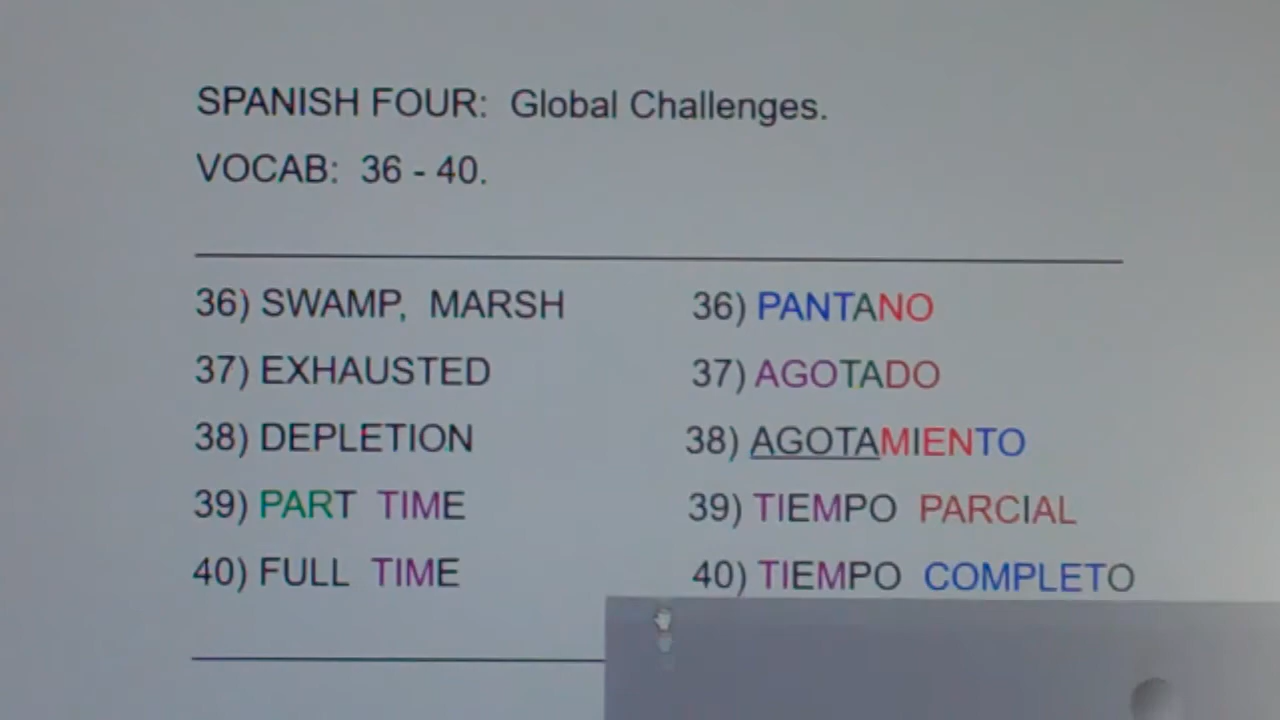 SPANISH FOUR:  Global Challenges.
VOCAB:  36 - 40.
36) SWAMP,  MARSH  36) PANTANO
37) EXHAUSTED  37) AGOTADO
38) DEPLETION  38) AGOTAMIENTO
39) PART  TIME  39) TIEMPO  PARCIAL
40) FULL  TIME  40) TIEMPO  COMPLETO